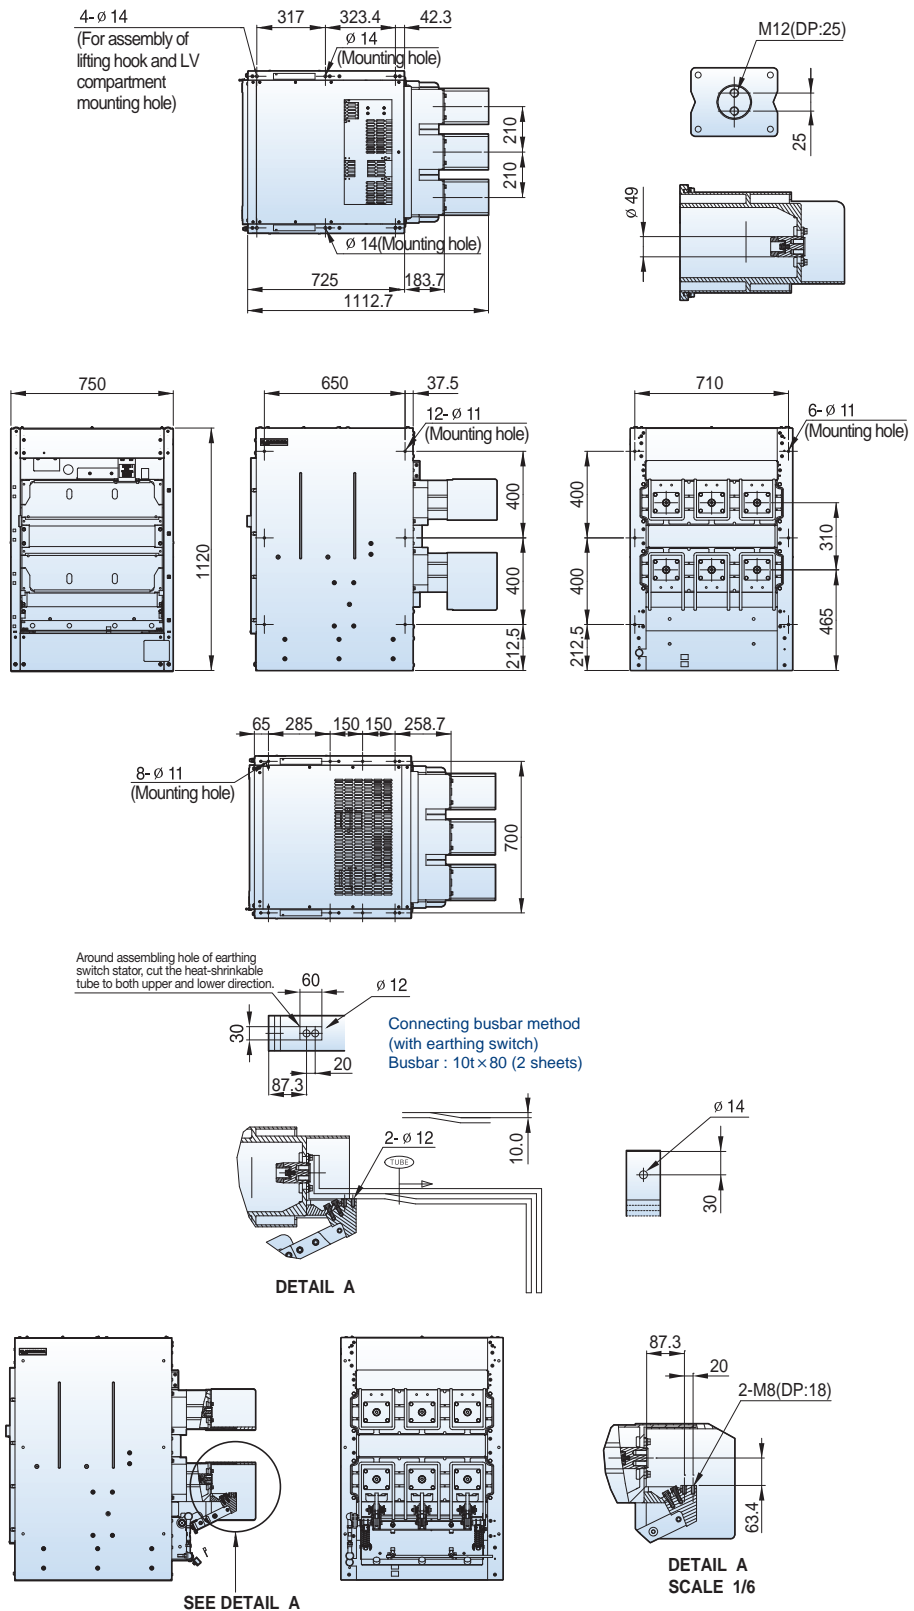 4- ø 14
(For assembly of
lifting hook and LV
compartment
mounting hole)
317
323.4
42.3
ø 14
(Mounting hole)
210
210
ø 14(Mounting hole)
725
183.7
1112.7
M12(DP:25)
25
ø 49
750
1120
650
37.5
12- ø 11
(Mounting hole)
400
400
212.5
710
6- ø 11
(Mounting hole)
400
400
212.5
310
465
65
285
150
150
258.7
8- ø 11
(Mounting hole)
700
Around assembling hole of earthing
switch stator, cut the heat-shrinkable
tube to both upper and lower direction.
60
ø 12
30
20
87.3
Connecting busbar method
(with earthing switch)
Busbar : 10t×80 (2 sheets)
10.0
2- ø 12
TUBE
DETAIL A
ø 14
30
SEE DETAIL A
87.3
20
2-M8(DP:18)
63.4
DETAIL A
SCALE 1/6